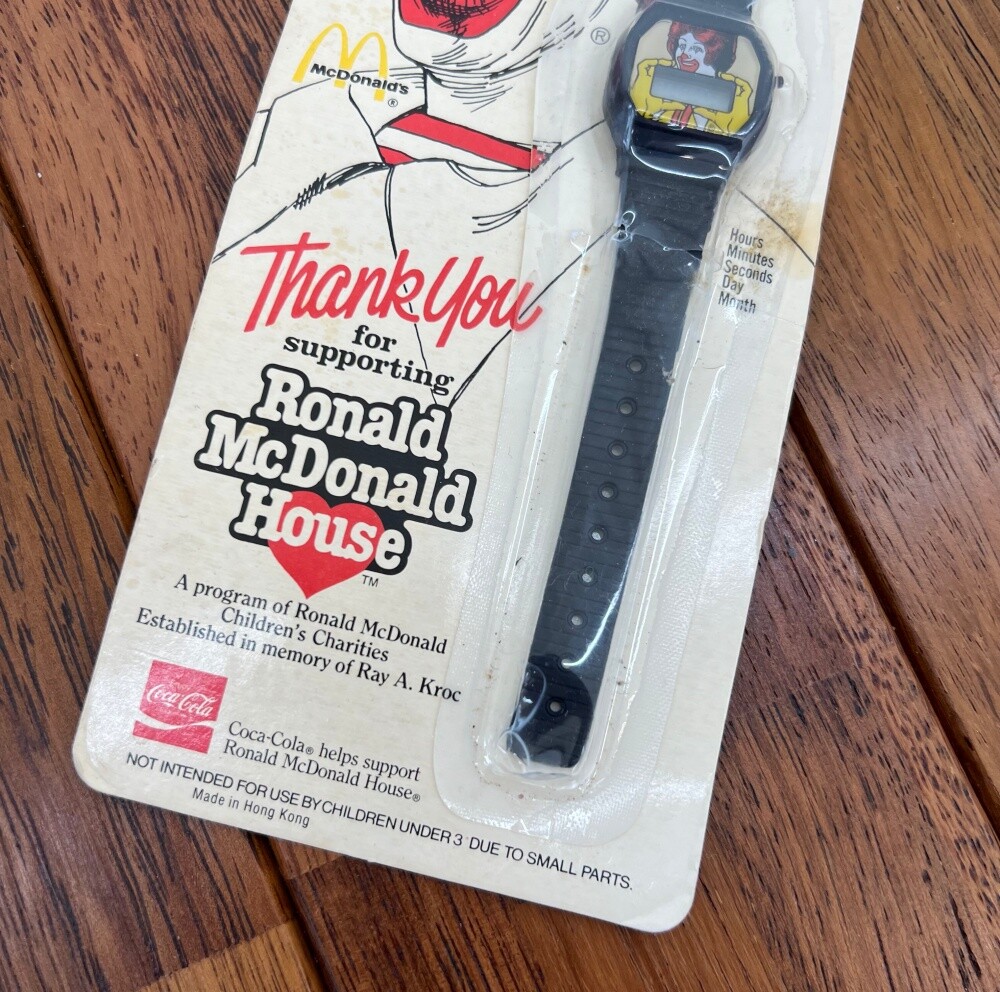 McDonald's®
®
Thank You
for
supporting
Ronald
McDonald
House
™
A program of Ronald McDonald
Children's Charities
Established in memory of Ray A. Kroc
Coca-Cola
Coca-Cola® helps support
Ronald McDonald House®
NOT INTENDED FOR USE BY CHILDREN UNDER 3 DUE TO SMALL PARTS.
Made in Hong Kong
Hours
Minutes
Seconds
Day
Month